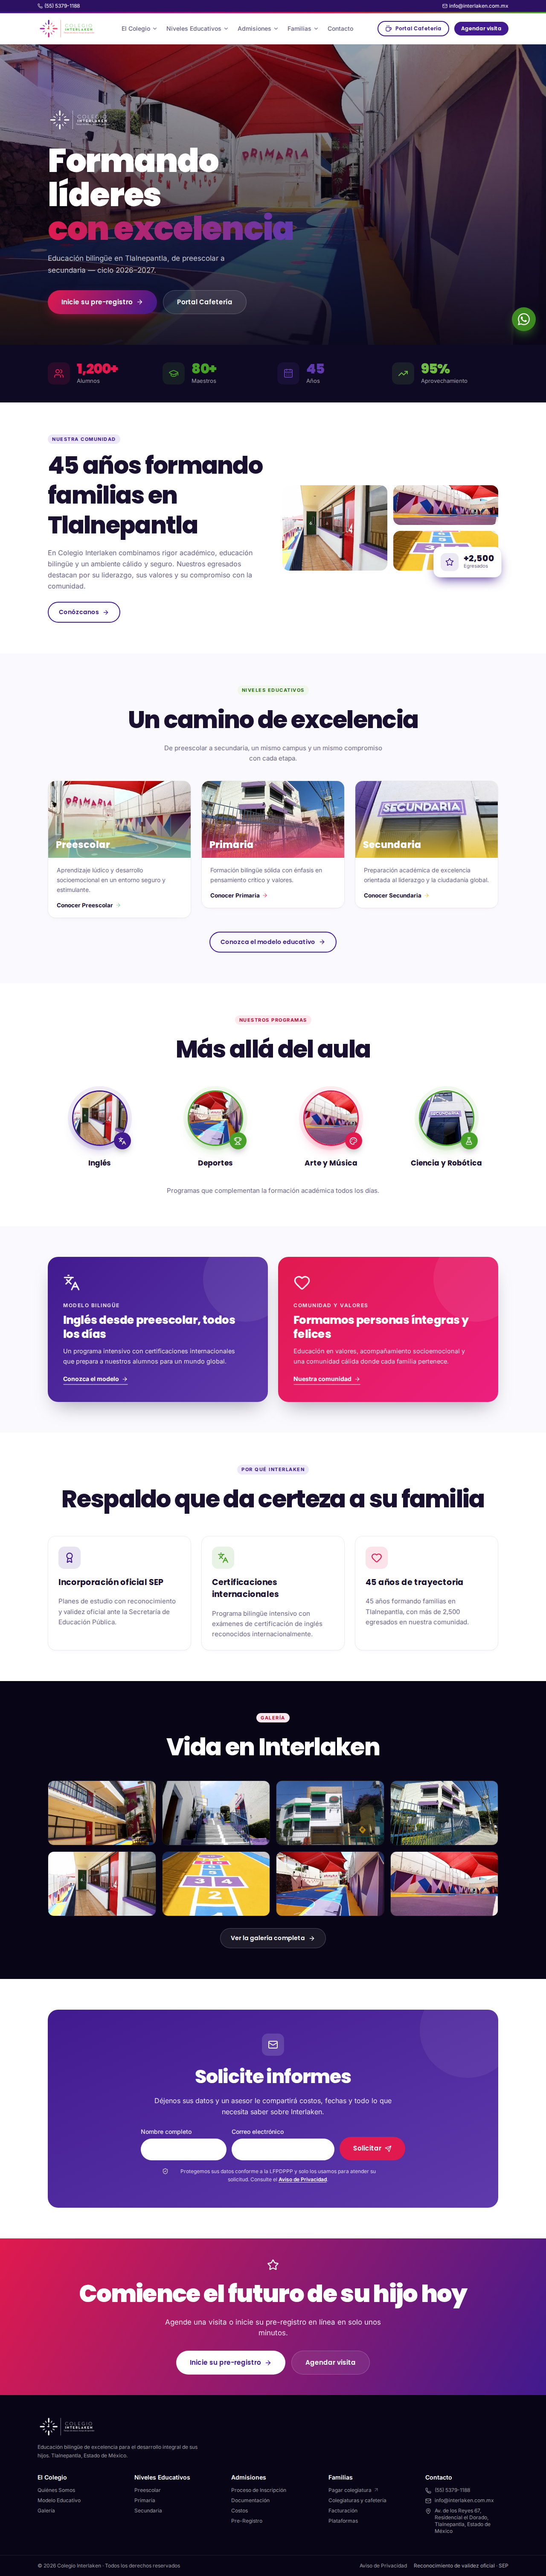 (55) 5379-1188
info@interlaken.com.mx
COLEGIO
INTERLAKEN
El Colegio
Niveles Educativos
Admisiones
Familias
Contacto
Portal Cafetería
Agendar visita
COLEGIO
INTERLAKEN
Formando
líderes
con excelencia
Educación bilingüe en Tlalnepantla, de preescolar a
secundaria — ciclo 2026–2027.
Inicie su pre-registro
Portal Cafetería
1,200+
Alumnos
80+
Maestros
45
Años
95%
Aprovechamiento
NUESTRA COMUNIDAD
45 años formando
familias en
Tlalnepantla
En Colegio Interlaken combinamos rigor académico, educación
bilingüe y un ambiente cálido y seguro. Nuestros egresados
destacan por su liderazgo, sus valores y su compromiso con la
comunidad.
Conózcanos
+2,500
Egresados
NIVELES EDUCATIVOS
Un camino de excelencia
De preescolar a secundaria, un mismo campus y un mismo compromiso
con cada etapa.
PRIMARIA
Preescolar
Primaria
SECUNDARIA
Secundaria
Aprendizaje lúdico y desarrollo
socioemocional en un entorno seguro y
estimulante.
Conocer Preescolar
Formación bilingüe sólida con énfasis en
pensamiento crítico y valores.
Conocer Primaria
Preparación académica de excelencia
orientada al liderazgo y la ciudadanía global.
Conocer Secundaria
Conozca el modelo educativo
NUESTROS PROGRAMAS
Más allá del aula
Inglés
Deportes
Arte y Música
Ciencia y Robótica
Programas que complementan la formación académica todos los días.
MODELO BILINGÜE
Inglés desde preescolar, todos
los días
Un programa intensivo con certificaciones internacionales
que prepara a nuestros alumnos para un mundo global.
Conozca el modelo
COMUNIDAD Y VALORES
Formamos personas íntegras y
felices
Educación en valores, acompañamiento socioemocional y
una comunidad cálida donde cada familia pertenece.
Nuestra comunidad
POR QUÉ INTERLAKEN
Respaldo que da certeza a su familia
Incorporación oficial SEP
Planes de estudio con reconocimiento
y validez oficial ante la Secretaría de
Educación Pública.
Certificaciones
internacionales
Programa bilingüe intensivo con
exámenes de certificación de inglés
reconocidos internacionalmente.
45 años de trayectoria
45 años formando familias en
Tlalnepantla, con más de 2,500
egresados en nuestra comunidad.
GALERÍA
Vida en Interlaken
Ver la galería completa
Solicite informes
Déjenos sus datos y un asesor le compartirá costos, fechas y todo lo que
necesita saber sobre Interlaken.
Nombre completo
Correo electrónico
Solicitar
Protegemos sus datos conforme a la LFPDPPP y solo los usamos para atender su
solicitud. Consulte el Aviso de Privacidad.
Comience el futuro de su hijo hoy
Agende una visita o inicie su pre-registro en línea en solo unos
minutos.
Inicie su pre-registro
Agendar visita
COLEGIO
INTERLAKEN
Educación bilingüe de excelencia para el desarrollo integral de sus
hijos. Tlalnepantla, Estado de México.
El Colegio
Quiénes Somos
Modelo Educativo
Galería
Niveles Educativos
Preescolar
Primaria
Secundaria
Admisiones
Proceso de Inscripción
Documentación
Costos
Pre-Registro
Familias
Pagar colegiatura
Colegiaturas y cafetería
Facturación
Plataformas
Contacto
(55) 5379-1188
info@interlaken.com.mx
Av. de los Reyes 67,
Residencial el Dorado,
Tlalnepantla, Estado de
México
© 2026 Colegio Interlaken · Todos los derechos reservados
Aviso de Privacidad
Reconocimiento de validez oficial · SEP